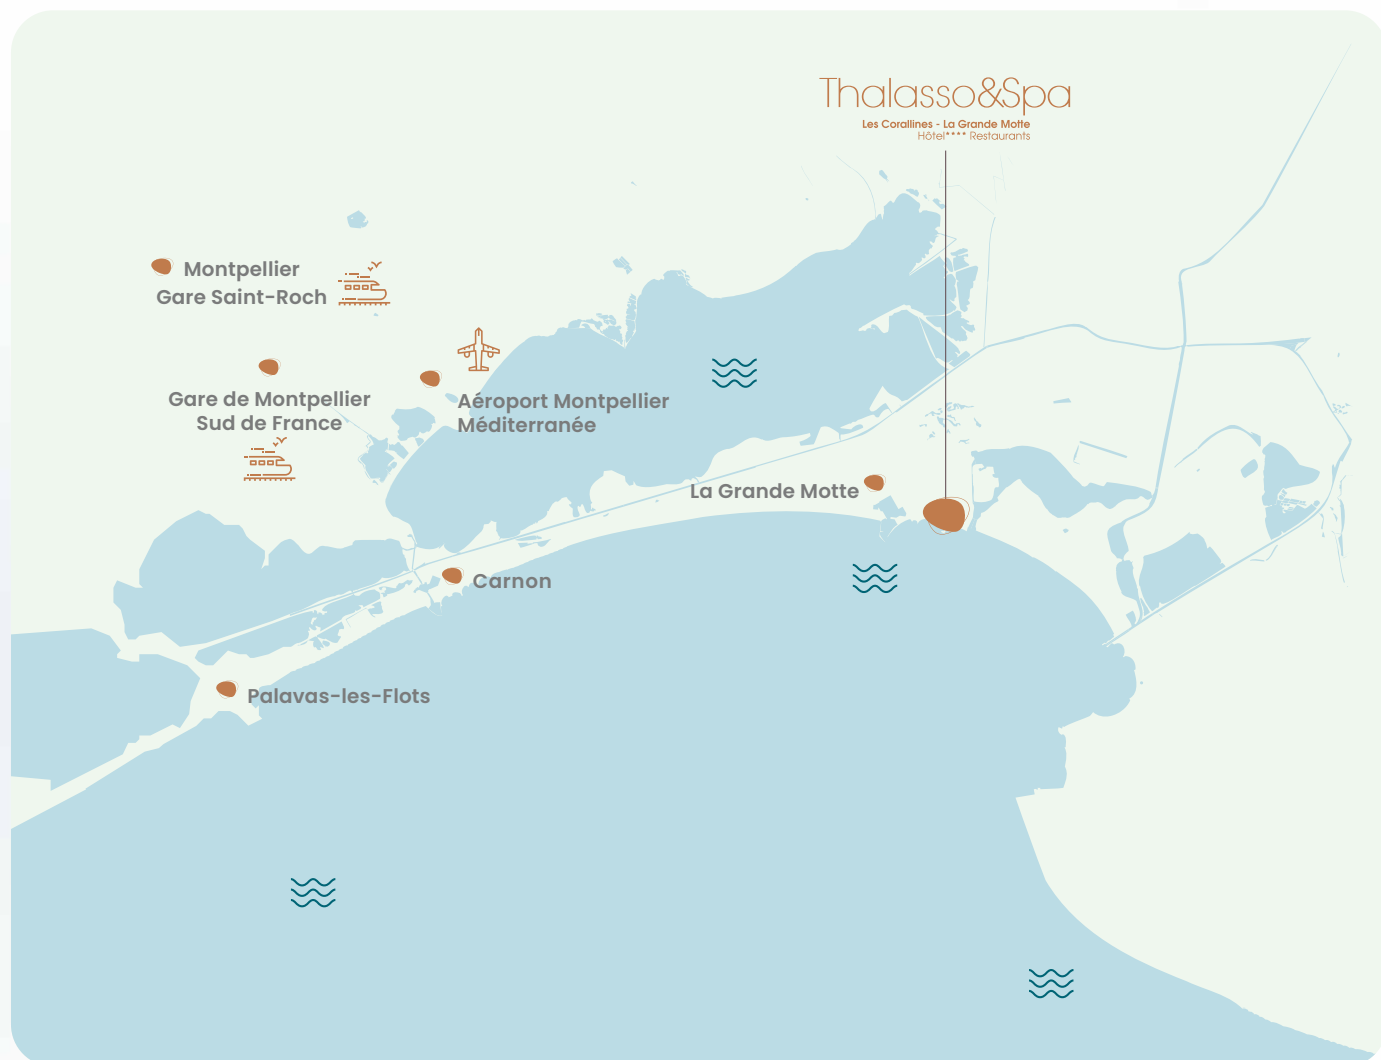 Thalasso&Spa
Les Corallines - La Grande Motte
Hôtel**** Restaurants
Montpellier
Gare Saint-Roch
Gare de Montpellier
Sud de France
Aéroport Montpellier
Méditerranée
La Grande Motte
Carnon
Palavas-les-Flots